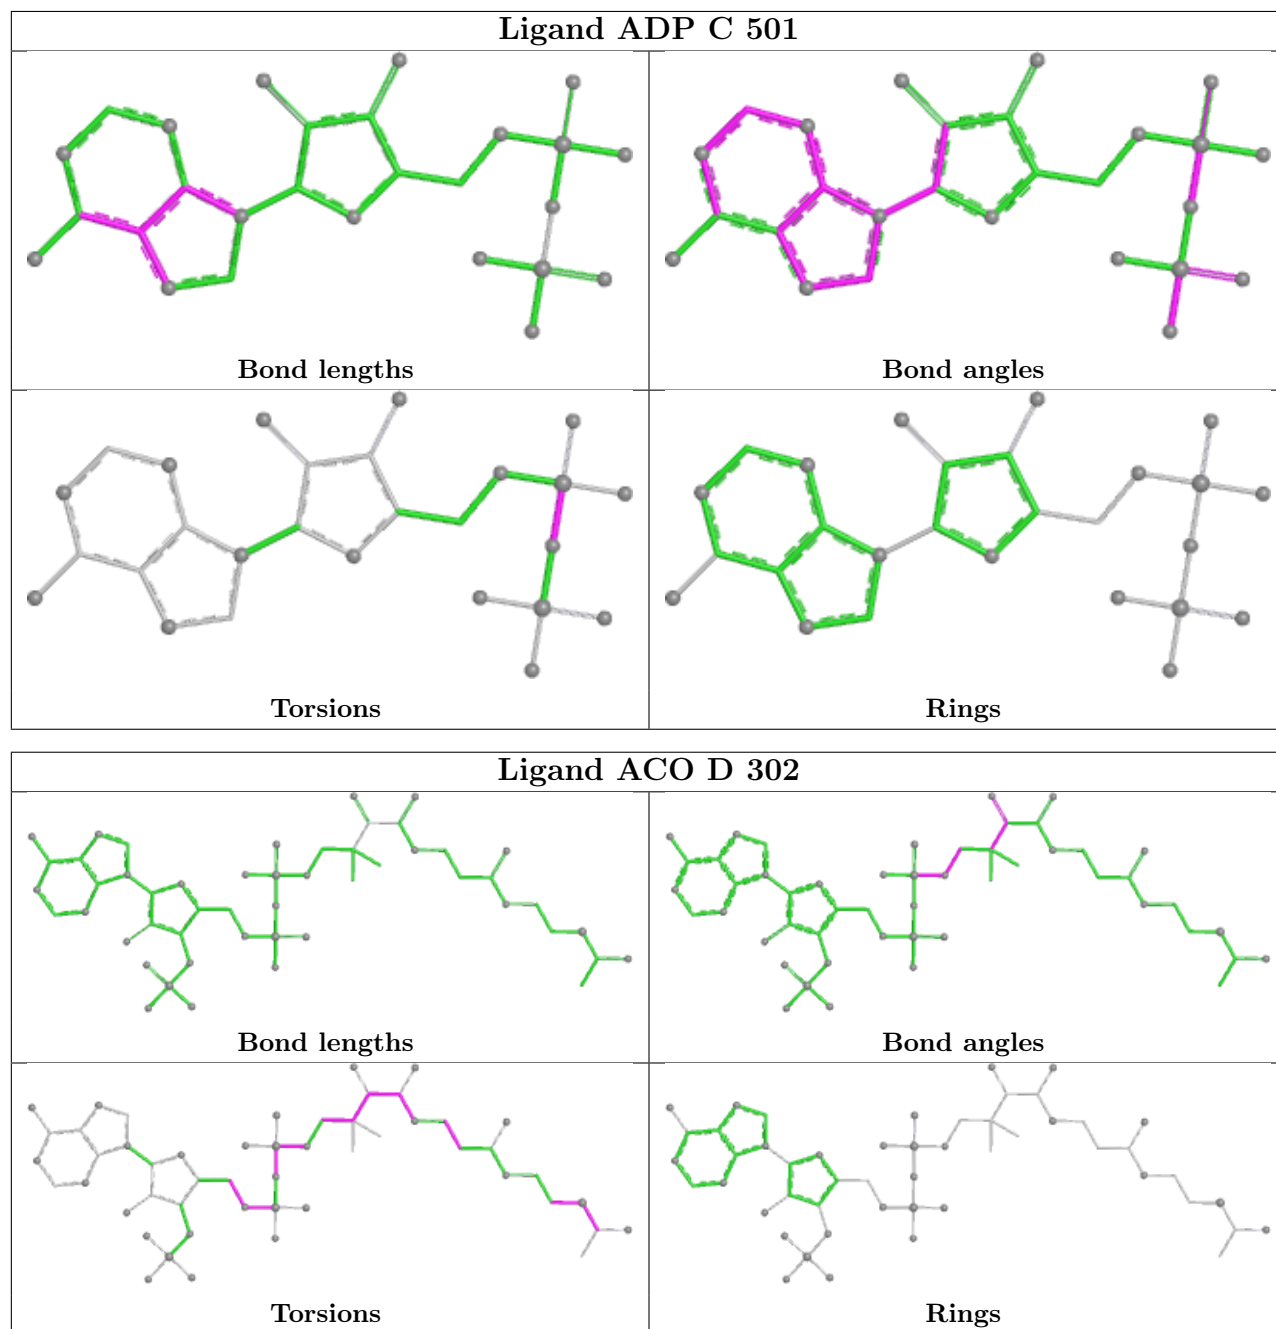 Ligand ADP C 501
Bond lengths
Bond angles
Torsions
Rings
Ligand ACO D 302
Bond lengths
Bond angles
Torsions
Rings